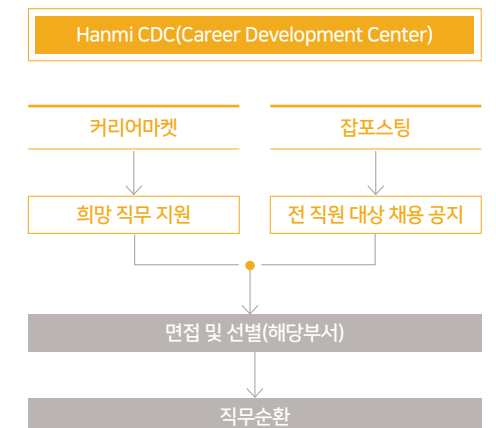 Hanmi CDC(Career Development Center)
커리어마켓
잡포스팅
희망 직무 지원
전 직원 대상 채용 공지
면접 및 선별(해당부서)
직무순환